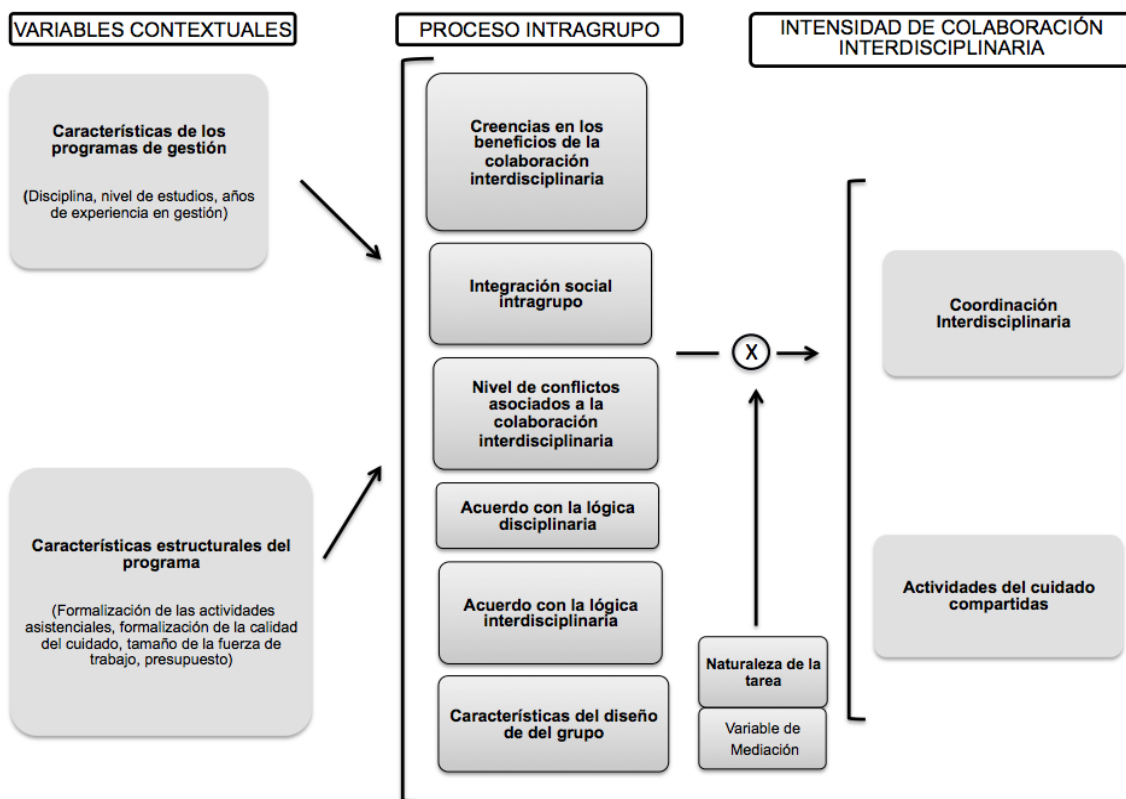 VARIABLES CONTEXTUALES
Características de los
programas de gestión
(Disciplina, nivel de estudios, años
de experiencia en gestión)
Características estructurales del
programa
(Formalización de las actividades
asistenciales, formalización de la calidad
del cuidado, tamaño de la fuerza de
trabajo, presupuesto)
PROCESO INTRAGRUPO
Creencias en los
beneficios de la
colaboración
interdisciplinaria
Integración social
intragrupo
Nivel de conflictos
asociados a la
colaboración
interdisciplinaria
Acuerdo con la lógica
disciplinaria
Acuerdo con la lógica
interdisciplinaria
Características del diseño
de del grupo
X
Naturaleza de la
tarea
Variable de
Mediación
INTENSIDAD DE COLABORACIÓN
INTERDISCIPLINARIA
Coordinación
Interdisciplinaria
Actividades del cuidado
compartidas